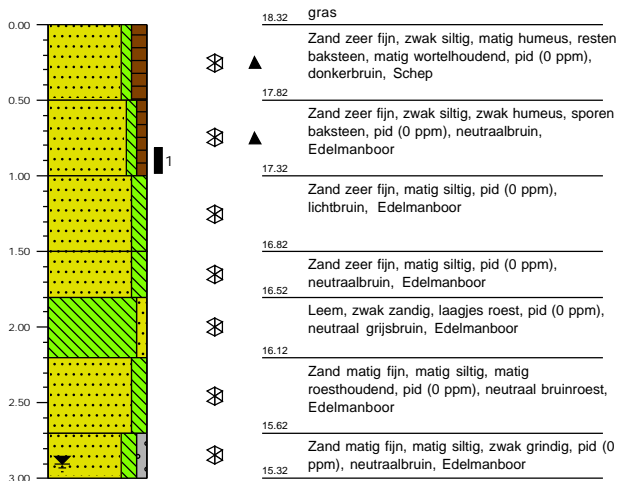 0.00
0.50
1.00
1.50
2.00
2.50
3.00
1
18.32 gras
Zand zeer fijn, zwak siltig, matig humeus, resten
baksteen, matig wortelhoudend, pid (0 ppm),
donkerbruin, Schep
17.82
Zand zeer fijn, zwak siltig, zwak humeus, sporen
baksteen, pid (0 ppm), neutraalbruin,
Edelmanboor
17.32
Zand zeer fijn, matig siltig, pid (0 ppm),
lichtbruin, Edelmanboor
16.82
Zand zeer fijn, matig siltig, pid (0 ppm),
neutraalbruin, Edelmanboor
16.52
Leem, zwak zandig, laagjes roest, pid (0 ppm),
neutraal grijsbruin, Edelmanboor
16.12
Zand matig fijn, matig siltig, matig
roesthoudend, pid (0 ppm), neutraal bruinroest,
Edelmanboor
15.62
Zand matig fijn, matig siltig, zwak grindig, pid (0
ppm), neutraalbruin, Edelmanboor
15.32